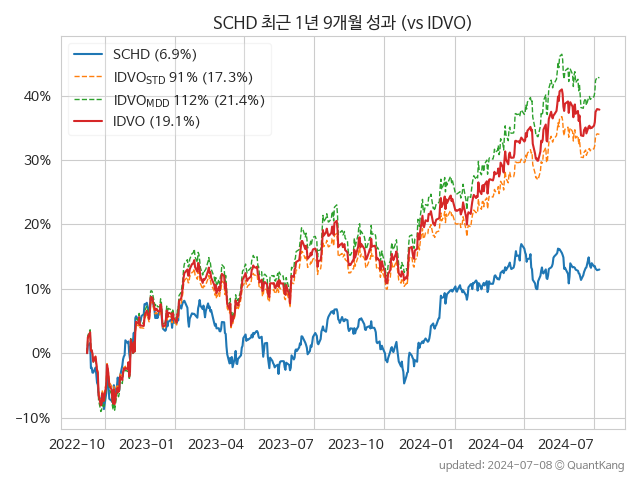 SCHD 최근 1년 9개월 성과 (vs IDVO)
SCHD (6.9%)
IDVO_STD 91% (17.3%)
IDVO_MDD 112% (21.4%)
IDVO (19.1%)
40%
30%
20%
10%
0%
−10%
2022−10 2023−01 2023−04 2023−07 2023−10 2024−01 2024−04 2024−07
updated: 2024-07-08 © QuantKang